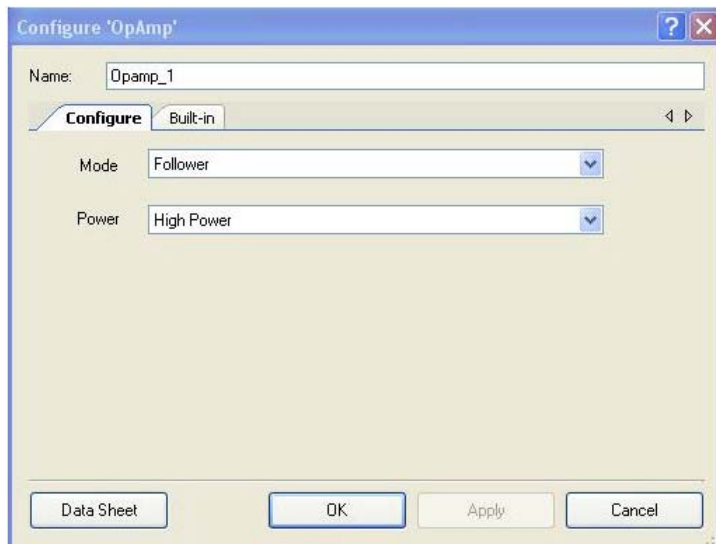 Configure 'OpAmp'
?
Name: Opamp_1
Configure Built-in
Mode Follower
Power High Power
Data Sheet OK Apply Cancel